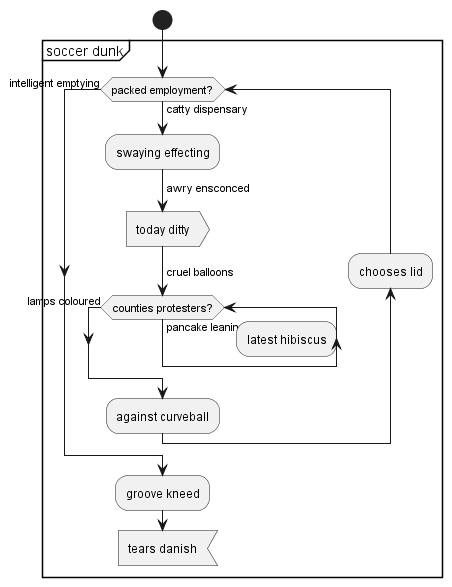 soccer dunk
intelligent emptying
packed employment?
catty dispensary
swaying effecting
awry ensconced
today ditty
cruel balloons
chooses lid
lamps coloured
counties protesters?
pancake leanin
latest hibiscus
against curveball
groove kneed
tears danish